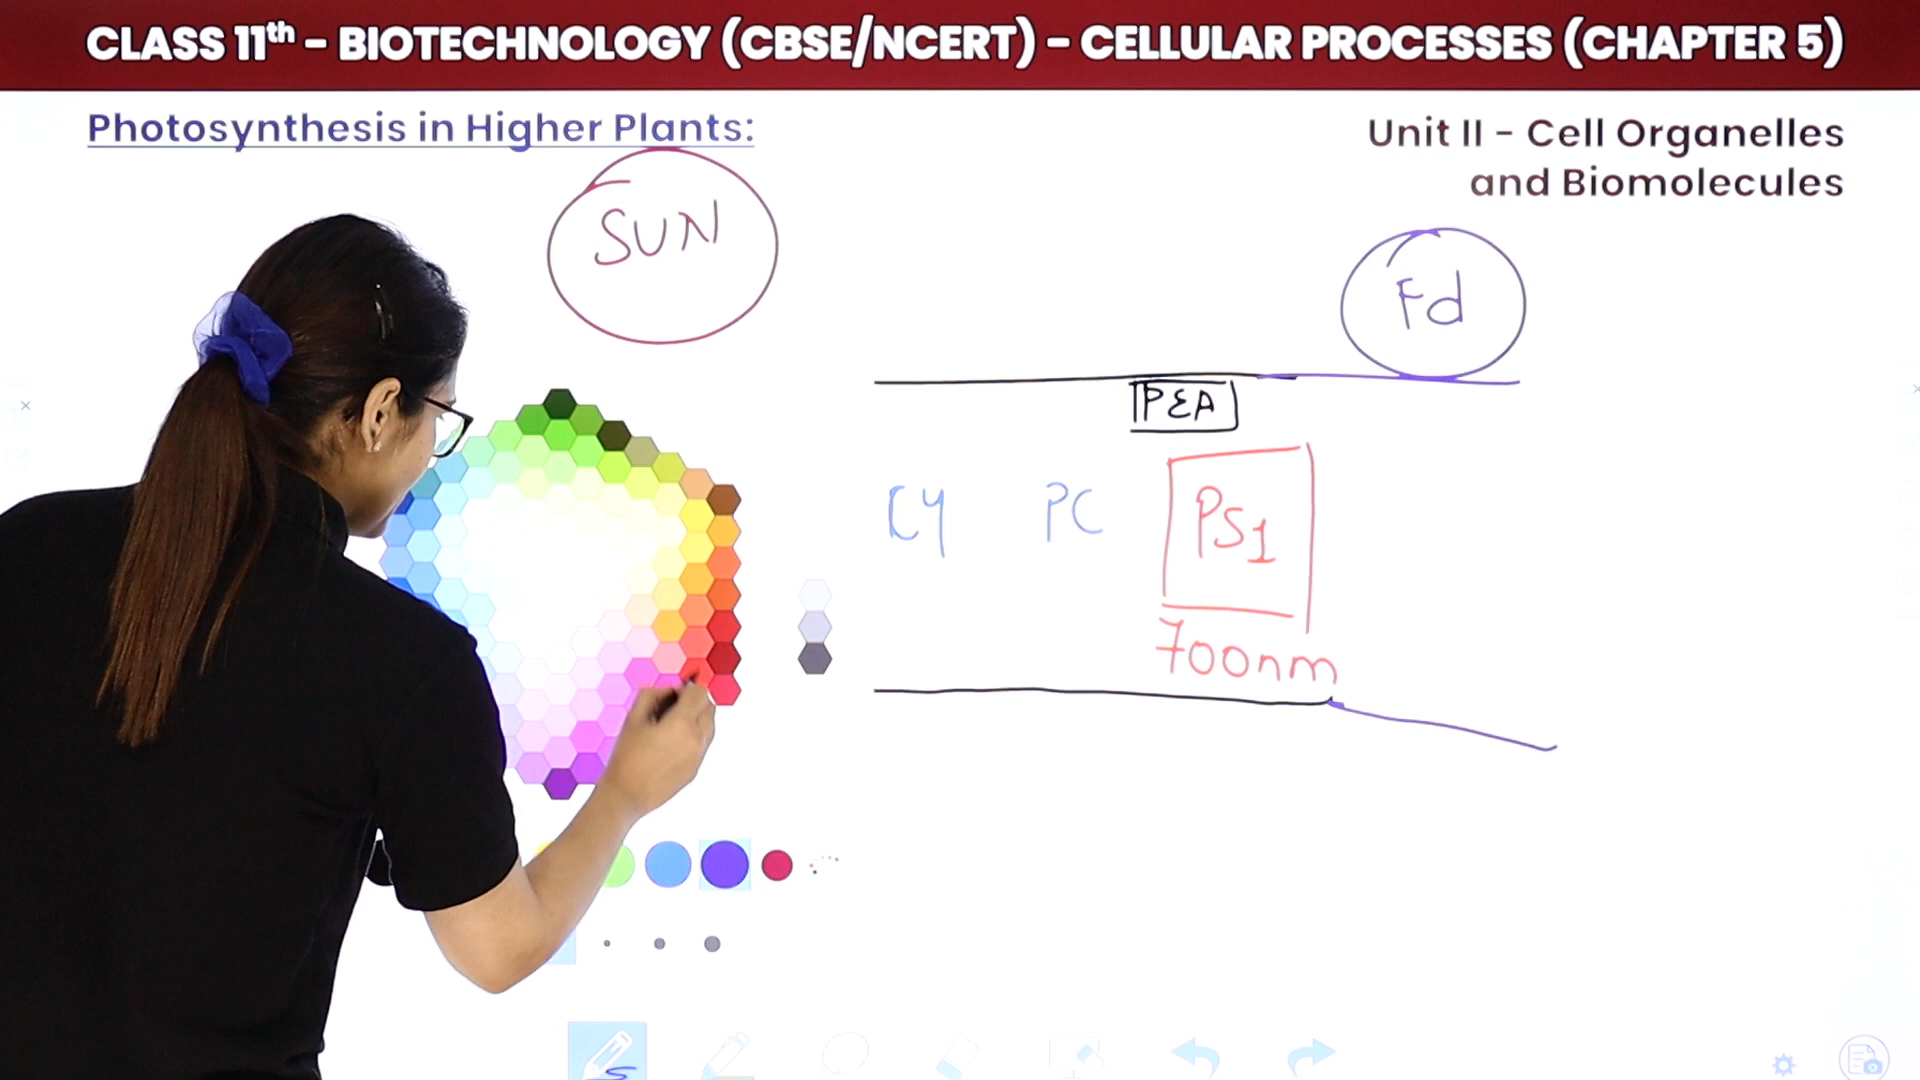 CLASS 11th - BIOTECHNOLOGY (CBSE/NCERT) - CELLULAR PROCESSES (CHAPTER 5)
Photosynthesis in Higher Plants:
Unit II - Cell Organelles
and Biomolecules
SUN
Fd
PEA
CY PC PS1
700nm